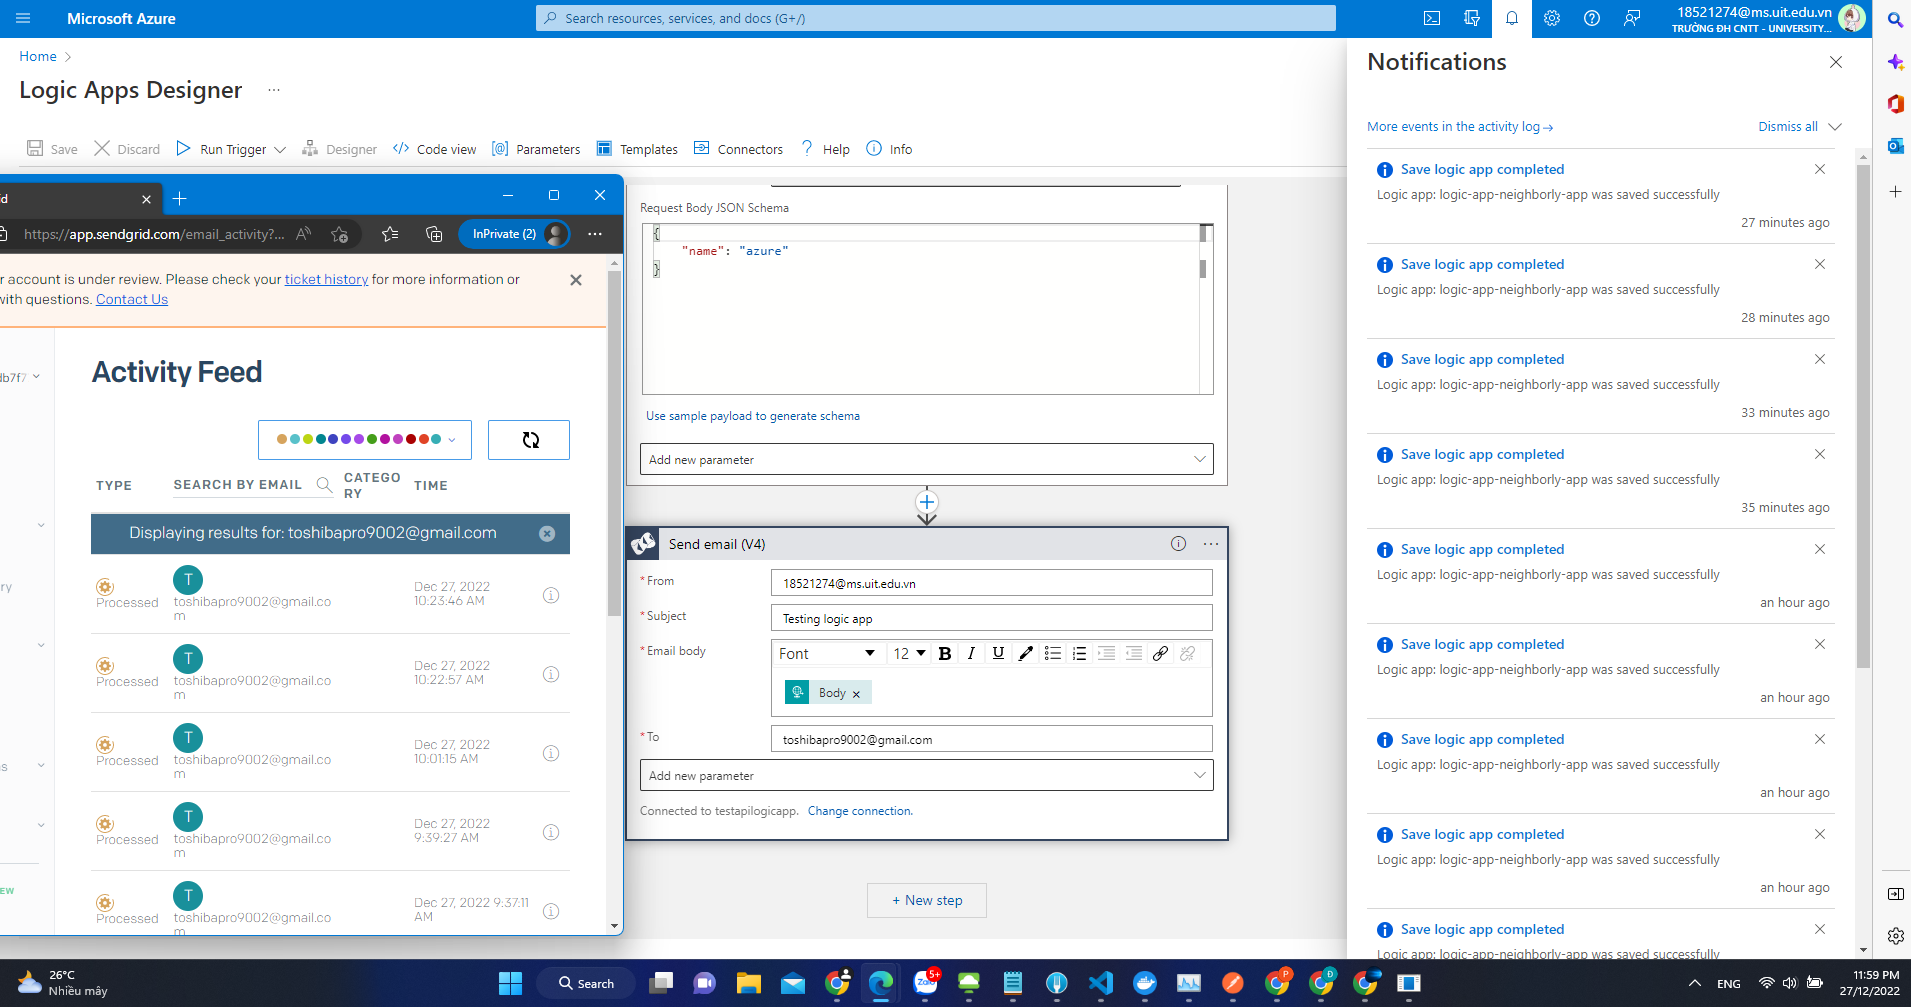 Microsoft Azure
Search resources, services, and docs (G+/)
18521274@ms.uit.edu.vn
TRƯỜNG ĐH CNTT - UNIVERSITY...
Home
Logic Apps Designer
...
Save
Discard
Run Trigger
Designer
Code view
Parameters
Templates
Connectors
Help
Info
id
https://app.sendgrid.com/email_activity?...
InPrivate (2)
r account is under review. Please check your ticket history for more information or
with questions. Contact Us
db7f7
Activity Feed
TYPE
SEARCH BY EMAIL
CATEGO
RY
TIME
Displaying results for: toshibapro9002@gmail.com
T
Processed
toshibapro9002@gmail.co
m
Dec 27, 2022
10:23:46 AM
T
Processed
toshibapro9002@gmail.co
m
Dec 27, 2022
10:22:57 AM
T
Processed
toshibapro9002@gmail.co
m
Dec 27, 2022
10:01:15 AM
T
Processed
toshibapro9002@gmail.co
m
Dec 27, 2022
9:39:27 AM
T
Processed
toshibapro9002@gmail.co
m
Dec 27, 2022 9:37:11
AM
ry
s
EW
Request Body JSON Schema
{
"name": "azure"
}
Use sample payload to generate schema
Add new parameter
Send email (V4)
* From
18521274@ms.uit.edu.vn
* Subject
Testing logic app
* Email body
Font
12
B
I
U
Body
* To
toshibapro9002@gmail.com
Add new parameter
Connected to testapilogicapp. Change connection.
+ New step
Notifications
More events in the activity log →
Dismiss all
Save logic app completed
Logic app: logic-app-neighborly-app was saved successfully
27 minutes ago
Save logic app completed
Logic app: logic-app-neighborly-app was saved successfully
28 minutes ago
Save logic app completed
Logic app: logic-app-neighborly-app was saved successfully
33 minutes ago
Save logic app completed
Logic app: logic-app-neighborly-app was saved successfully
35 minutes ago
Save logic app completed
Logic app: logic-app-neighborly-app was saved successfully
an hour ago
Save logic app completed
Logic app: logic-app-neighborly-app was saved successfully
an hour ago
Save logic app completed
Logic app: logic-app-neighborly-app was saved successfully
an hour ago
Save logic app completed
Logic app: logic-app-neighborly-app was saved successfully
an hour ago
Save logic app completed
Logic app: logic-app-neighborly-app was saved successfully
26°C
Nhiều mây
Search
Zalo
5+
P
Đ
ENG
11:59 PM
27/12/2022